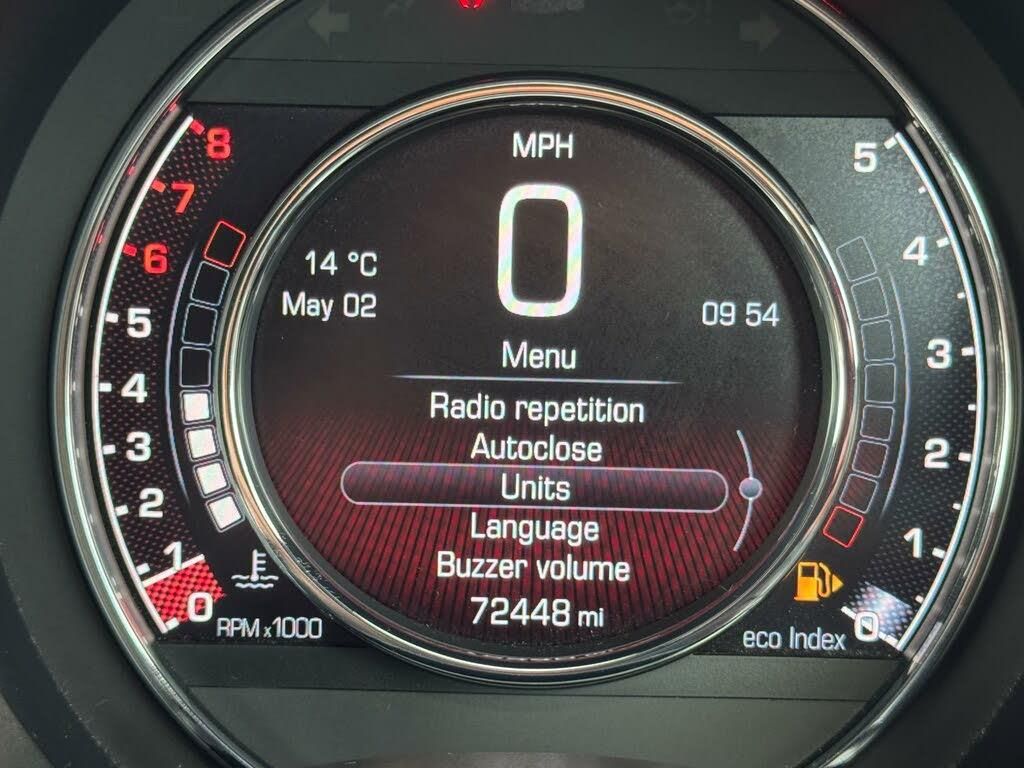 MPH
0
14 °C
May 02
09 54
Menu
Radio repetition
Autoclose
Units
Language
Buzzer volume
72448 mi
8
7
6
5
4
3
2
1
0
RPM x1000
5
4
3
2
1
0
eco Index